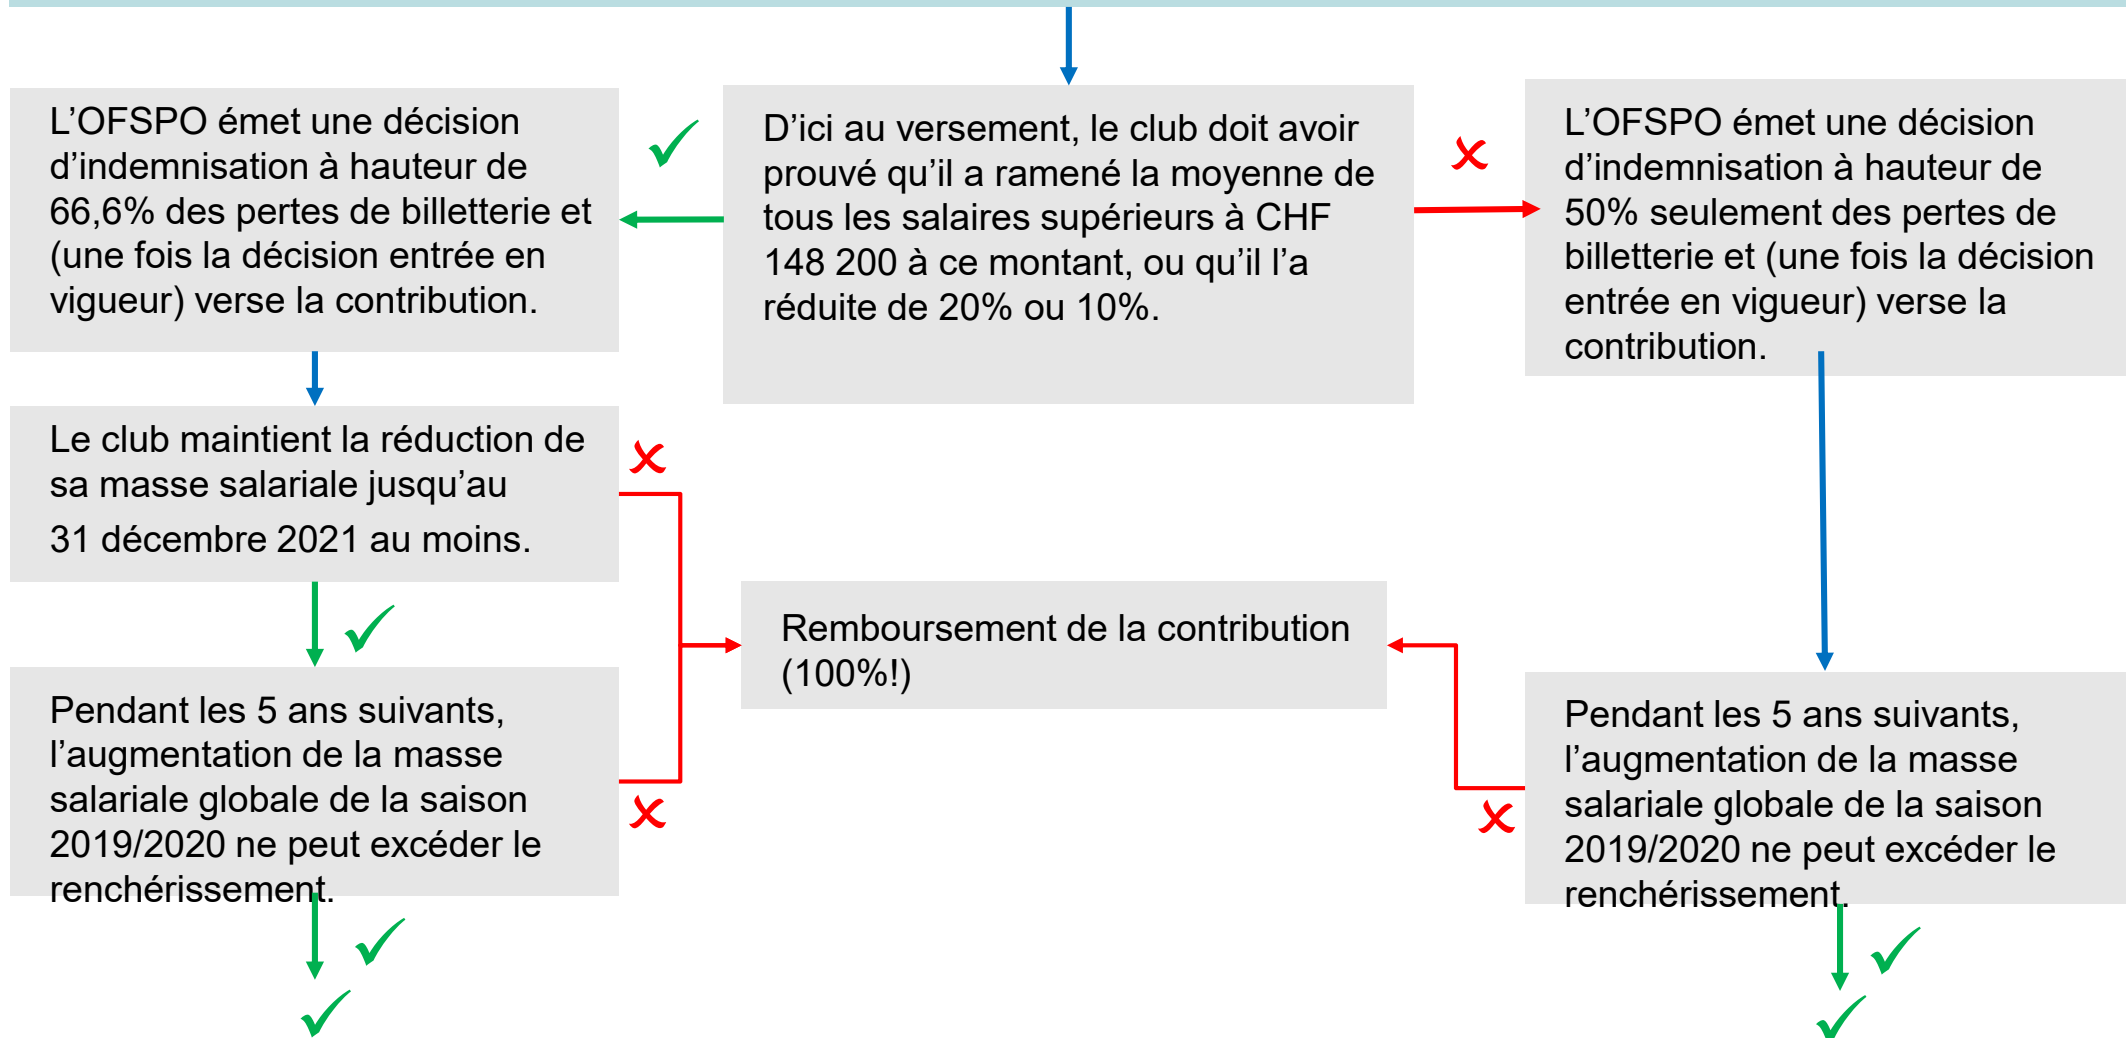 L’OFSPO émet une décision
d’indemnisation à hauteur de
66,6% des pertes de billetterie et
(une fois la décision entrée en
vigueur) verse la contribution.
D’ici au versement, le club doit avoir
prouvé qu’il a ramené la moyenne de
tous les salaires supérieurs à CHF
148 200 à ce montant, ou qu’il l’a
réduite de 20% ou 10%.
L’OFSPO émet une décision
d’indemnisation à hauteur de
50% seulement des pertes de
billetterie et (une fois la décision
entrée en vigueur) verse la
contribution.
Le club maintient la réduction de
sa masse salariale jusqu’au
31 décembre 2021 au moins.
Remboursement de la contribution
(100%!)
Pendant les 5 ans suivants,
l’augmentation de la masse
salariale globale de la saison
2019/2020 ne peut excéder le
renchérissement.
Pendant les 5 ans suivants,
l’augmentation de la masse
salariale globale de la saison
2019/2020 ne peut excéder le
renchérissement.